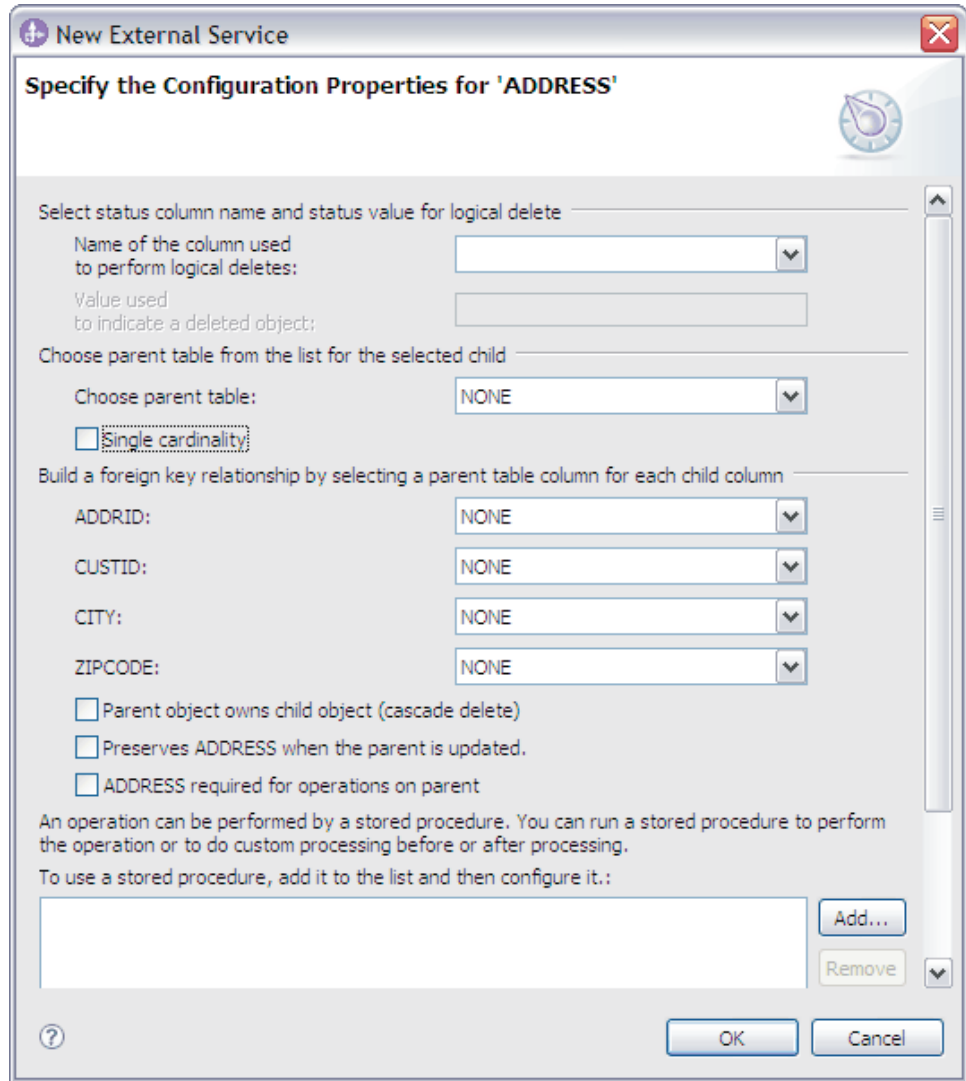 New External Service
Specify the Configuration Properties for 'ADDRESS'
Select status column name and status value for logical delete
Name of the column used
to perform logical deletes:
Value used
to indicate a deleted object:
Choose parent table from the list for the selected child
Choose parent table: NONE
Single cardinality
Build a foreign key relationship by selecting a parent table column for each child column
ADDRID: NONE
CUSTID: NONE
CITY: NONE
ZIPCODE: NONE
Parent object owns child object (cascade delete)
Preserves ADDRESS when the parent is updated.
ADDRESS required for operations on parent
An operation can be performed by a stored procedure. You can run a stored procedure to perform
the operation or to do custom processing before or after processing.
To use a stored procedure, add it to the list and then configure it.:
Add...
Remove
?
OK Cancel